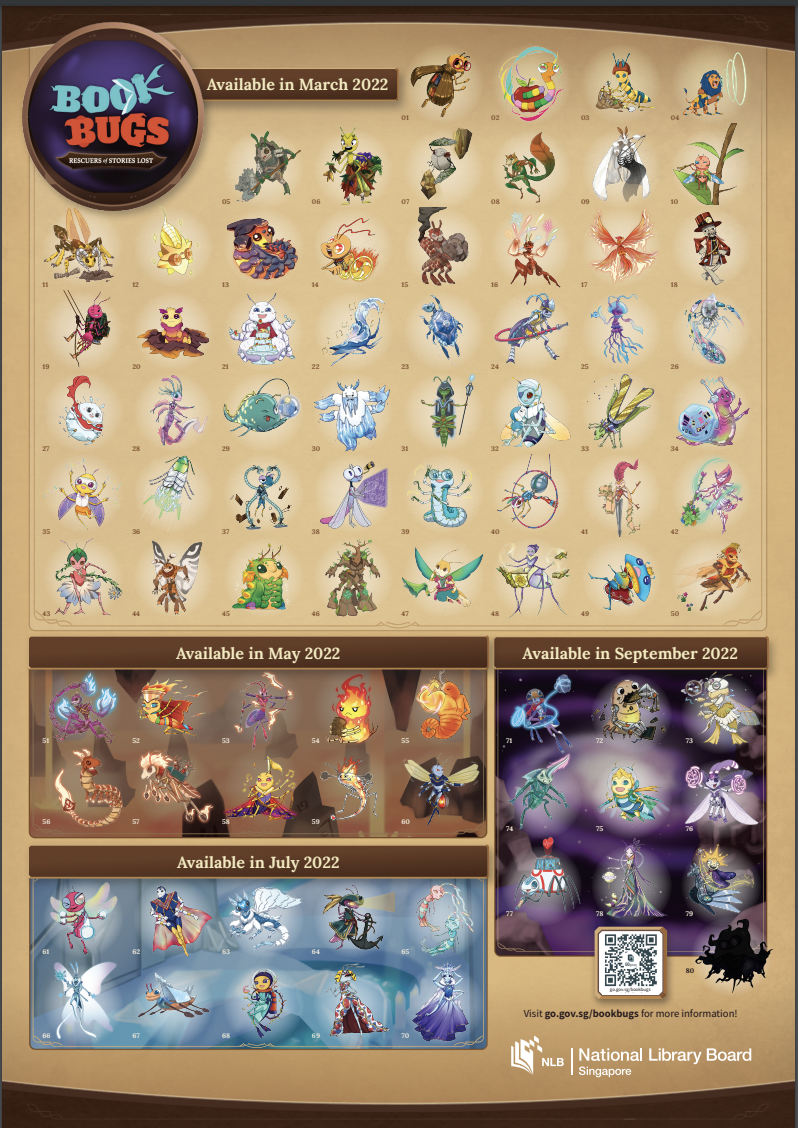 BOOK
BUGS
RESCUERS of STORIES LOST
Available in March 2022
01 02 03 04
05 06 07 08 09 10
11 12 13 14 15 16 17 18
19 20 21 22 23 24 25 26
27 28 29 30 31 32 33 34
35 36 37 38 39 40 41 42
43 44 45 46 47 48 49 50
Available in May 2022
51 52 53 54 55
56 57 58 59 60
Available in July 2022
61 62 63 64 65
66 67 68 69 70
Available in September 2022
71 72 73
74 75 76
77 78 79
80
go.gov.sg/bookbugs
Visit go.gov.sg/bookbugs for more information!
NLB National Library Board
Singapore